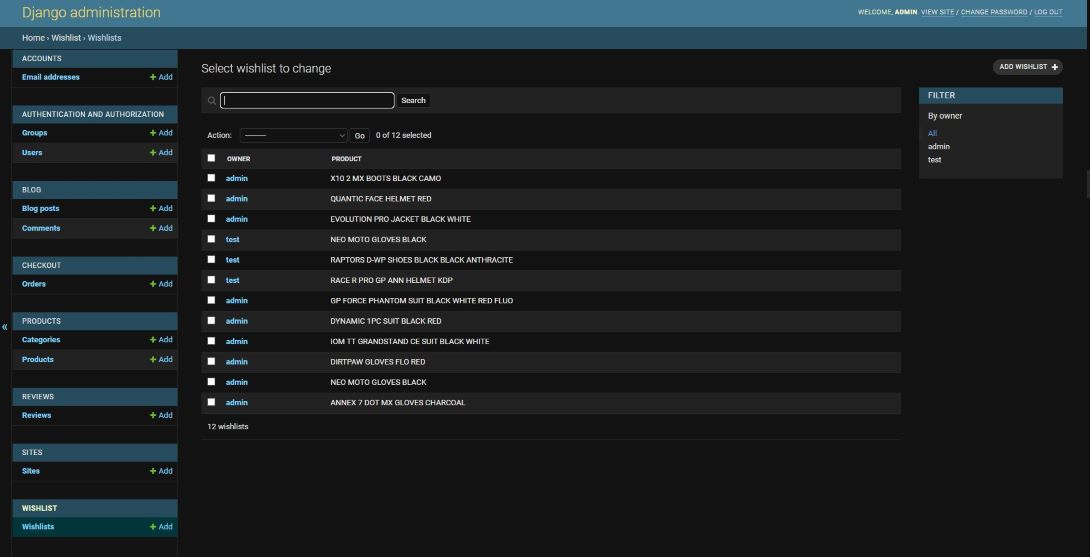 Django administration
WELCOME, ADMIN. VIEW SITE / CHANGE PASSWORD / LOG OUT
Home › Wishlist › Wishlists
«
ACCOUNTS
Email addresses + Add
AUTHENTICATION AND AUTHORIZATION
Groups + Add
Users + Add
BLOG
Blog posts + Add
Comments + Add
CHECKOUT
Orders + Add
PRODUCTS
Categories + Add
Products + Add
REVIEWS
Reviews + Add
SITES
Sites + Add
WISHLIST
Wishlists + Add
Select wishlist to change
ADD WISHLIST +
Search
Action: --------- Go 0 of 12 selected
OWNER PRODUCT
admin X10 2 MX BOOTS BLACK CAMO
admin QUANTIC FACE HELMET RED
admin EVOLUTION PRO JACKET BLACK WHITE
test NEO MOTO GLOVES BLACK
test RAPTORS D-WP SHOES BLACK BLACK ANTHRACITE
test RACE R PRO GP ANN HELMET KDP
admin GP FORCE PHANTOM SUIT BLACK WHITE RED FLUO
admin DYNAMIC 1PC SUIT BLACK RED
admin IOM TT GRANDSTAND CE SUIT BLACK WHITE
admin DIRTPAW GLOVES FLO RED
admin NEO MOTO GLOVES BLACK
admin ANNEX 7 DOT MX GLOVES CHARCOAL
12 wishlists
FILTER
By owner
All
admin
test